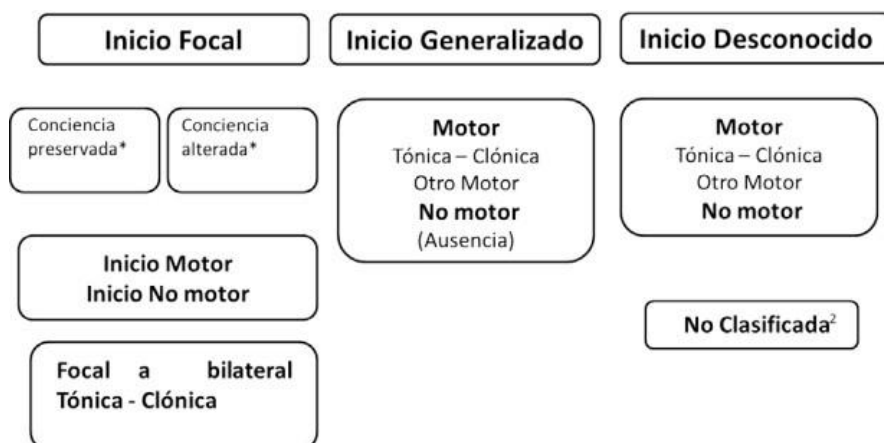 Inicio Focal
Inicio Generalizado
Inicio Desconocido
Conciencia
preservada*
Conciencia
alterada*
Inicio Motor
Inicio No motor
Focal a bilateral
Tónica - Clónica
Motor
Tónica – Clónica
Otro Motor
No motor
(Ausencia)
Motor
Tónica – Clónica
Otro Motor
No motor
No Clasificada²